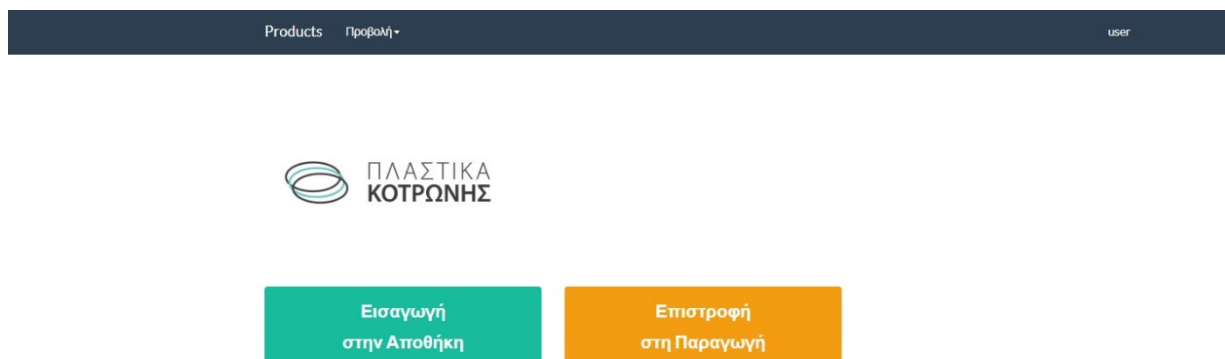 Products Προβολή user
ΠΛΑΣΤΙΚΑ
ΚΟΤΡΩΝΗΣ
Εισαγωγή
στην Αποθήκη
Επιστροφή
στη Παραγωγή